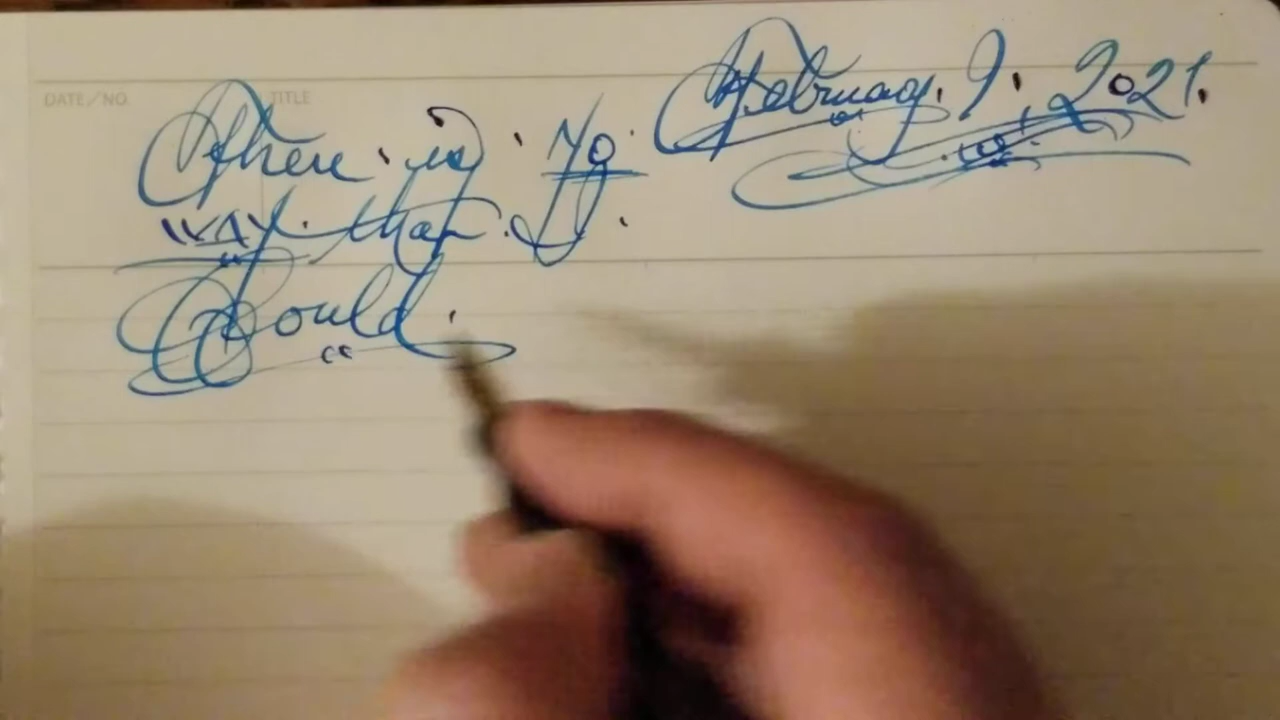 February. 9. 2021.
DATE/NO. TITLE
There is No
WAY. that I.
Could.